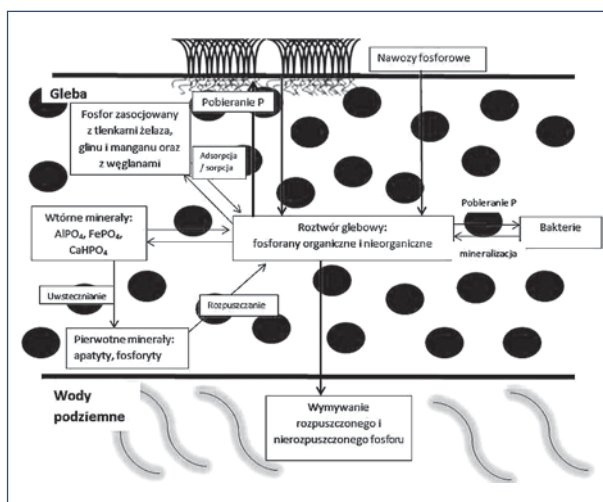 Nawozy fosforowe
Gleba
Pobieranie P
Fosfor zasocjowany
z tlenkami żelaza,
glinu i manganu oraz
z węglanami
Adsorpcja
/ sorpcja
Wtórne minerały:
AlPO₄, FePO₄,
CaHPO₄
Roztwór glebowy:
fosforany organiczne i nieorganiczne
Pobieranie P
Bakterie
mineralizacja
Uwstecznianie
Rozpuszczanie
Pierwotne minerały:
apatyty, fosforyty
Wody
podziemne
Wymywanie
rozpuszczonego i
nierozpuszczonego fosforu